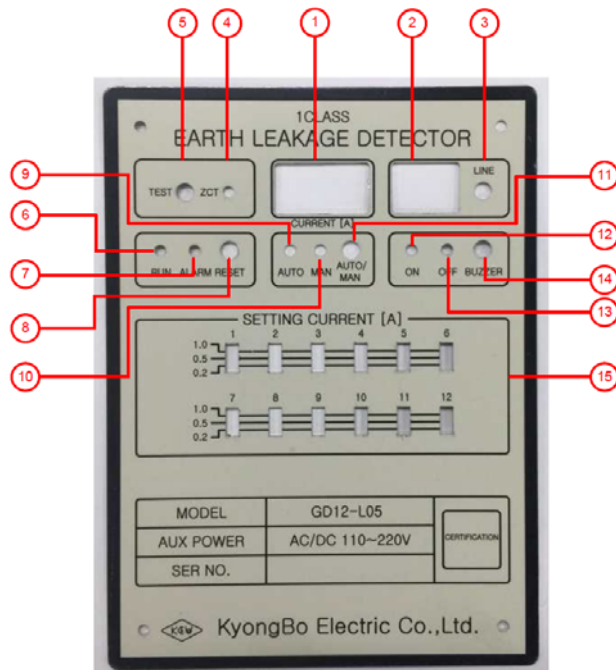 5 4 1 2 3
1CLASS
EARTH LEAKAGE DETECTOR
9 11
TEST ZCT LINE
CURRENT [A]
6 12
RUN ALARM RESET AUTO MAN AUTO/MAN ON OFF BUZZER
7 14
8 13
SETTING CURRENT [A]
10 15
1 2 3 4 5 6
1.0
0.5
0.2
7 8 9 10 11 12
1.0
0.5
0.2
MODEL GD12-L05
AUX POWER AC/DC 110~220V
CERTIFICATION
SER NO.
KBW KyongBo Electric Co.,Ltd.